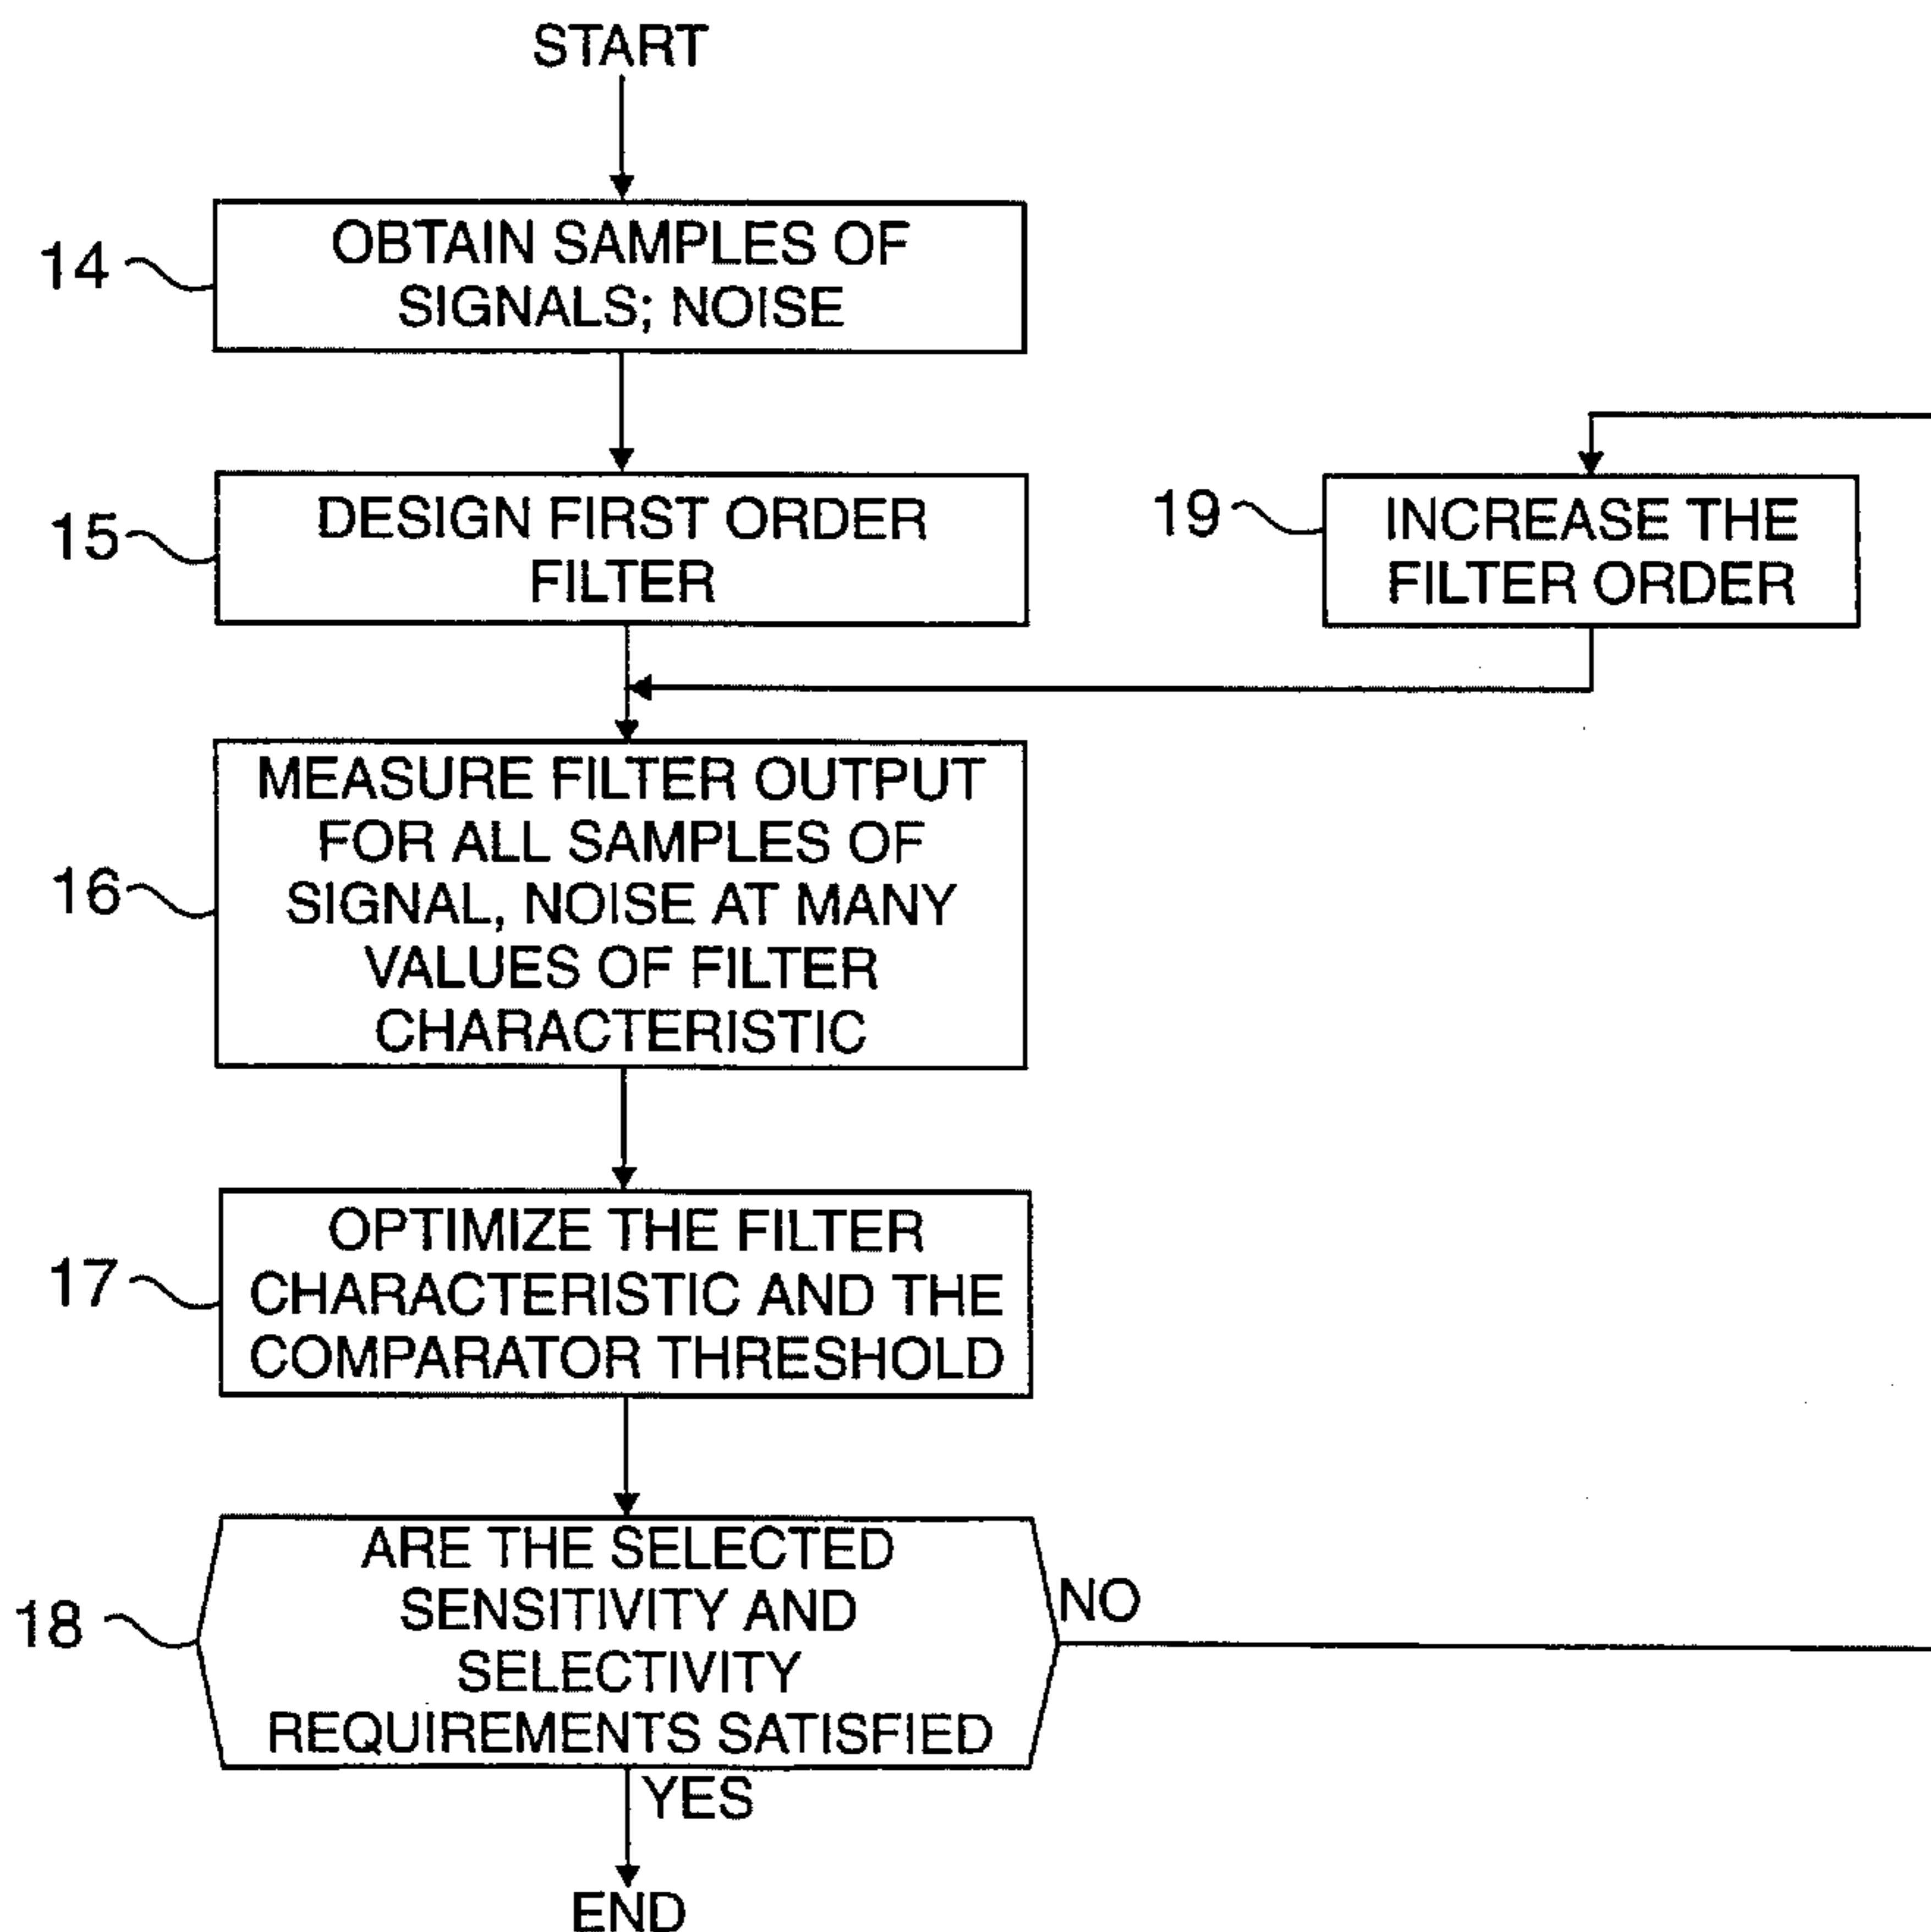 START
14
OBTAIN SAMPLES OF
SIGNALS; NOISE
15
DESIGN FIRST ORDER
FILTER
19
INCREASE THE
FILTER ORDER
16
MEASURE FILTER OUTPUT
FOR ALL SAMPLES OF
SIGNAL, NOISE AT MANY
VALUES OF FILTER
CHARACTERISTIC
17
OPTIMIZE THE FILTER
CHARACTERISTIC AND THE
COMPARATOR THRESHOLD
18
ARE THE SELECTED
SENSITIVITY AND
SELECTIVITY
REQUIREMENTS SATISFIED
NO
YES
END